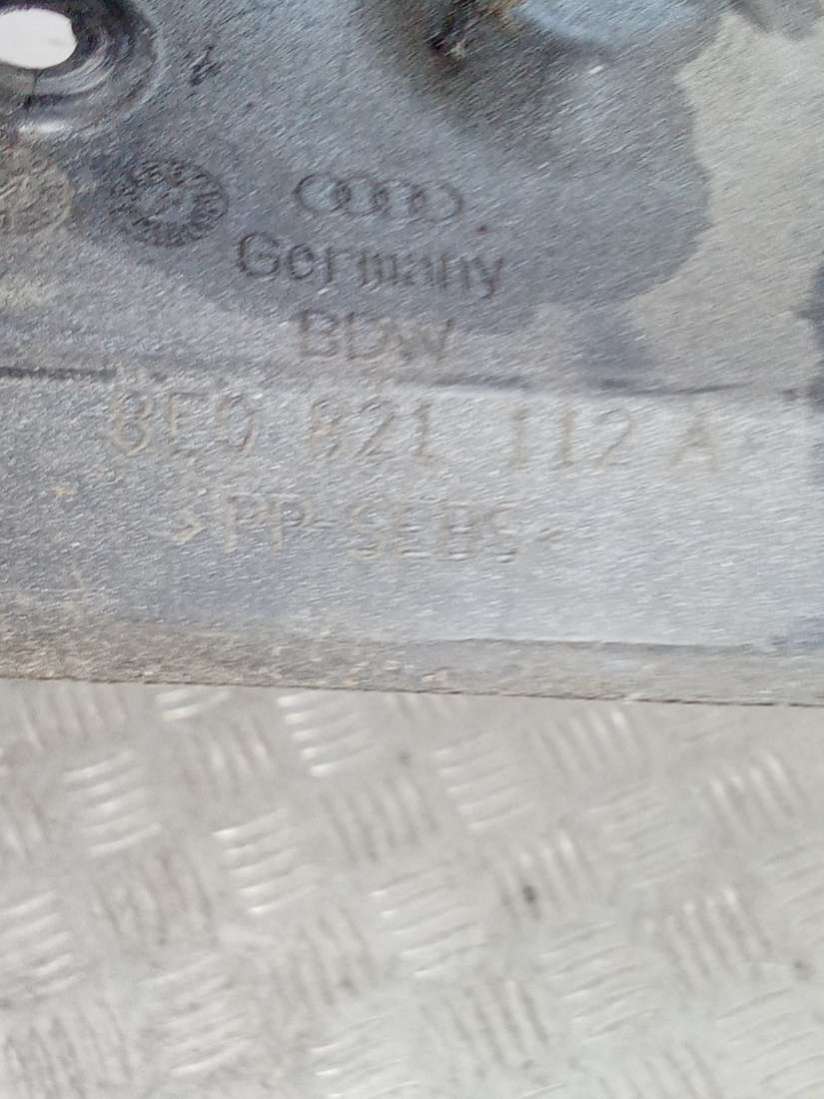 Germany
BDW
8E0 821 112 A
>PP-SEBS<